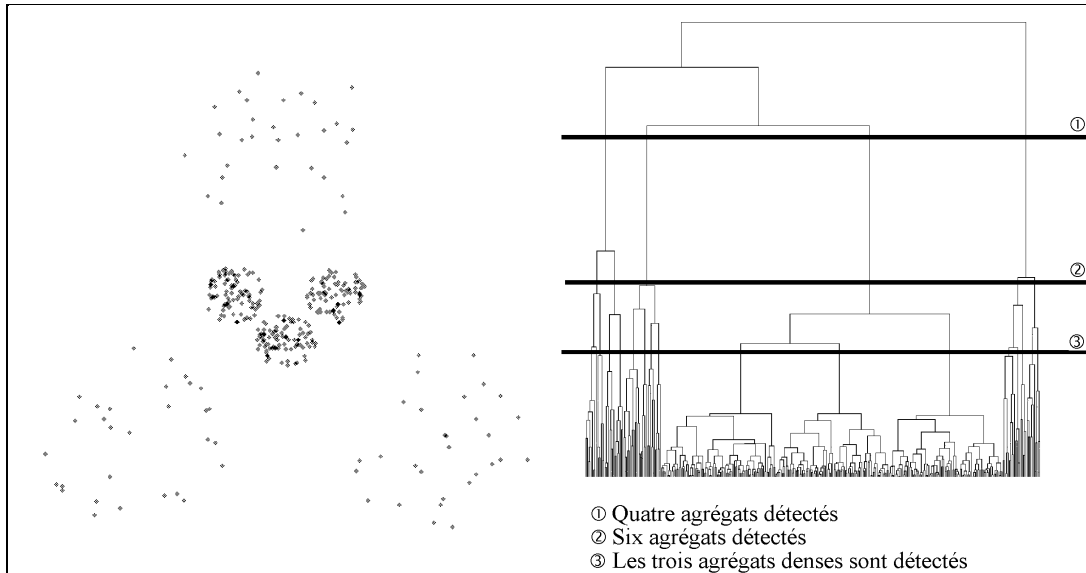 ①
②
③
① Quatre agrégats détectés
② Six agrégats détectés
③ Les trois agrégats denses sont détectés